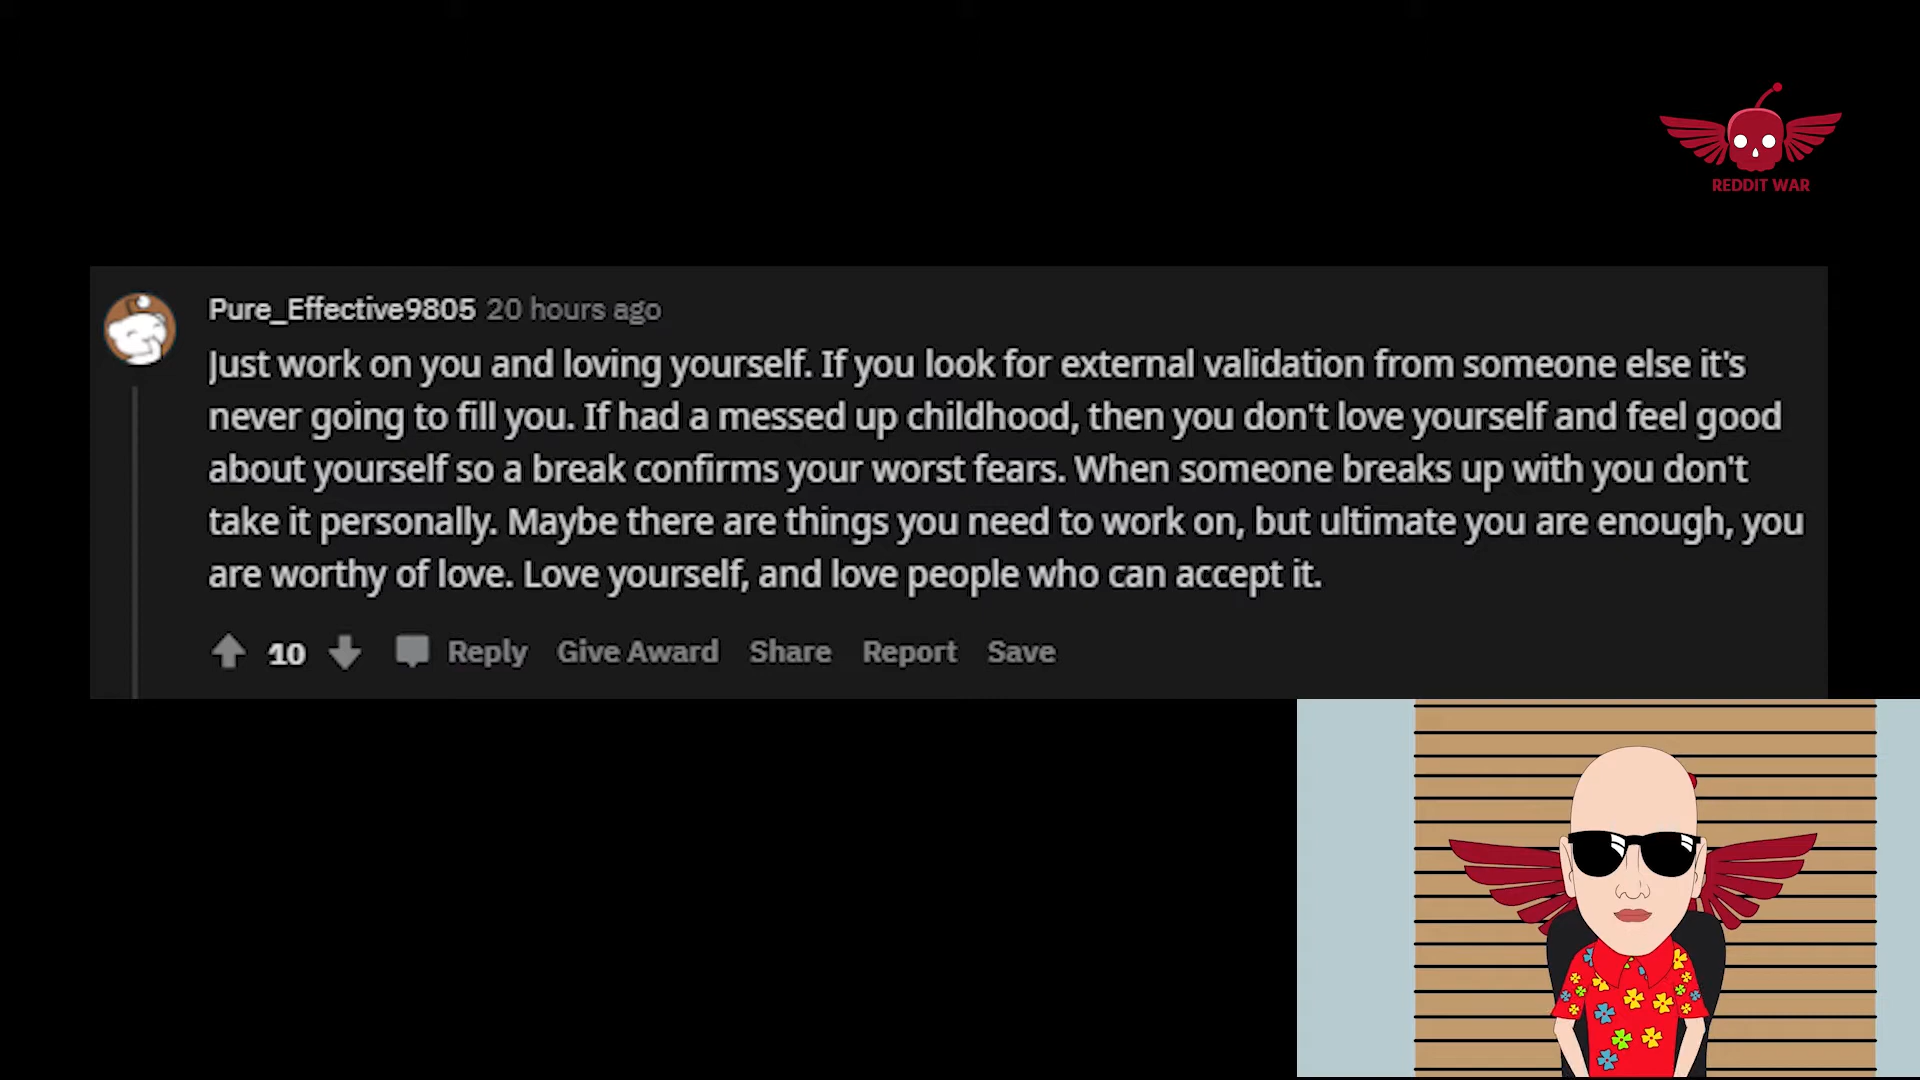 REDDIT WAR
Pure_Effective9805 20 hours ago
Just work on you and loving yourself. If you look for external validation from someone else it's
never going to fill you. If had a messed up childhood, then you don't love yourself and feel good
about yourself so a break confirms your worst fears. When someone breaks up with you don't
take it personally. Maybe there are things you need to work on, but ultimate you are enough, you
are worthy of love. Love yourself, and love people who can accept it.
10 Reply Give Award Share Report Save